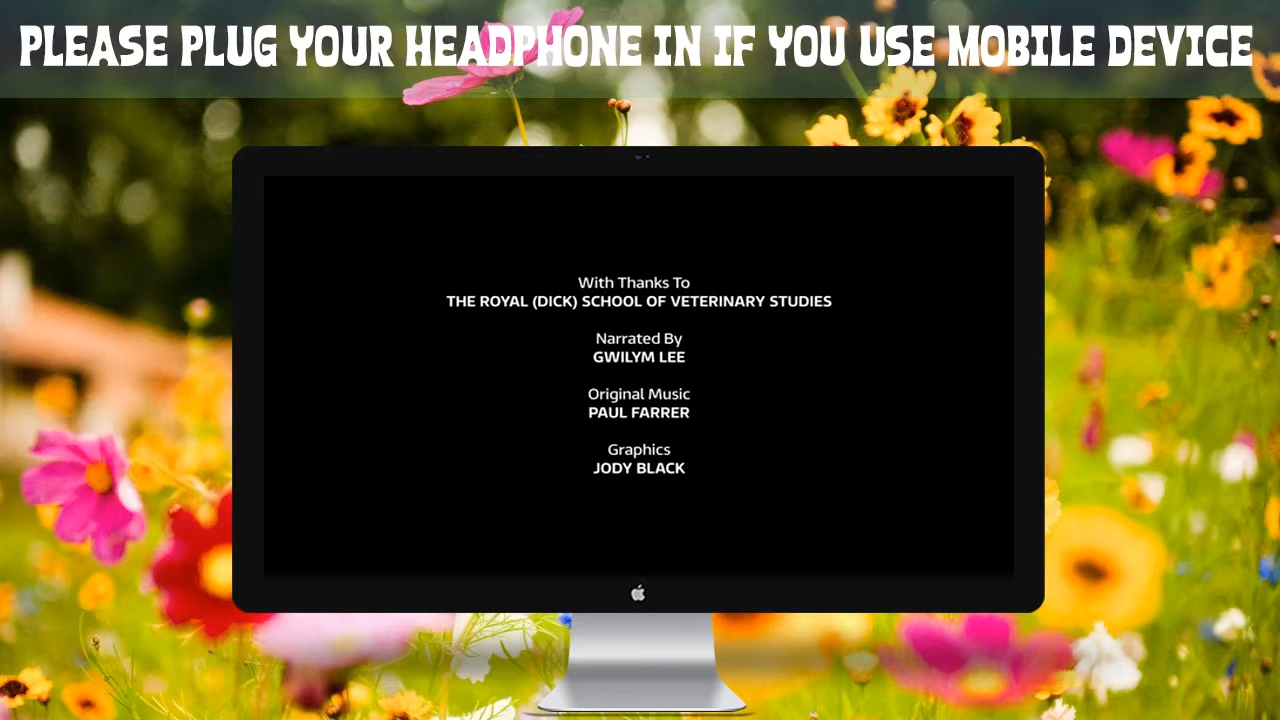 PLEASE PLUG YOUR HEADPHONE IN IF YOU USE MOBILE DEVICE
With Thanks To
THE ROYAL (DICK) SCHOOL OF VETERINARY STUDIES
Narrated By
GWILYM LEE
Original Music
PAUL FARRER
Graphics
JODY BLACK